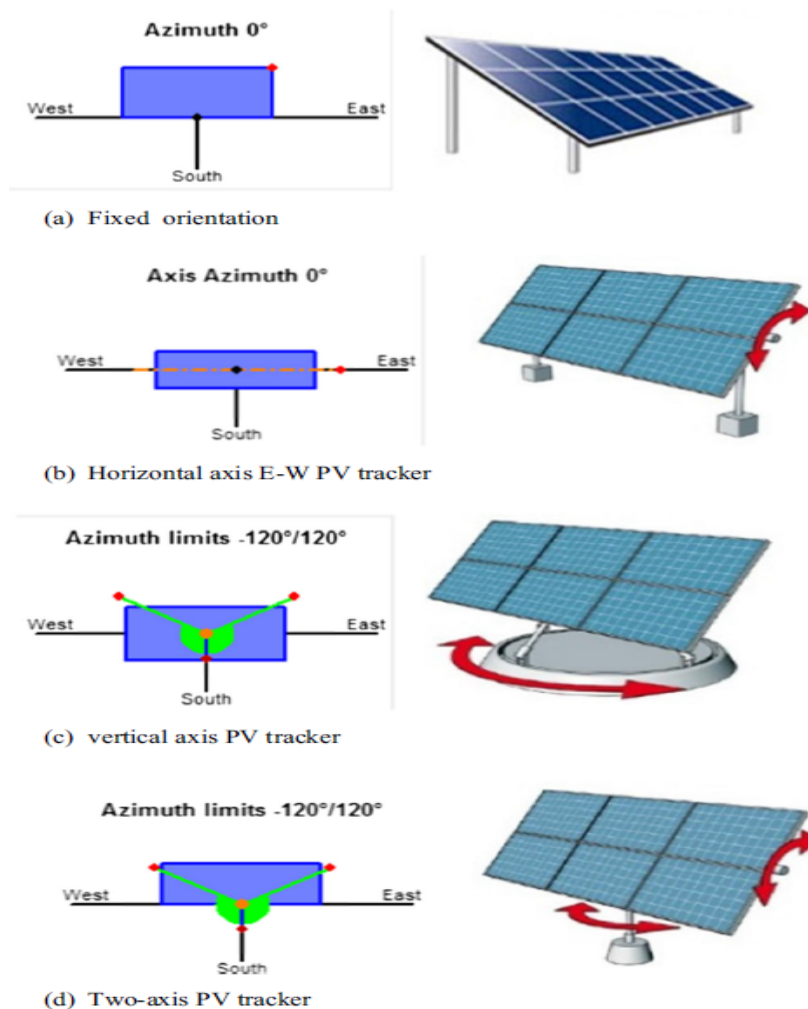 Azimuth 0°
West
East
South
(a) Fixed orientation
Axis Azimuth 0°
West
East
South
(b) Horizontal axis E-W PV tracker
Azimuth limits -120°/120°
West
East
South
(c) vertical axis PV tracker
Azimuth limits -120°/120°
West
East
South
(d) Two-axis PV tracker